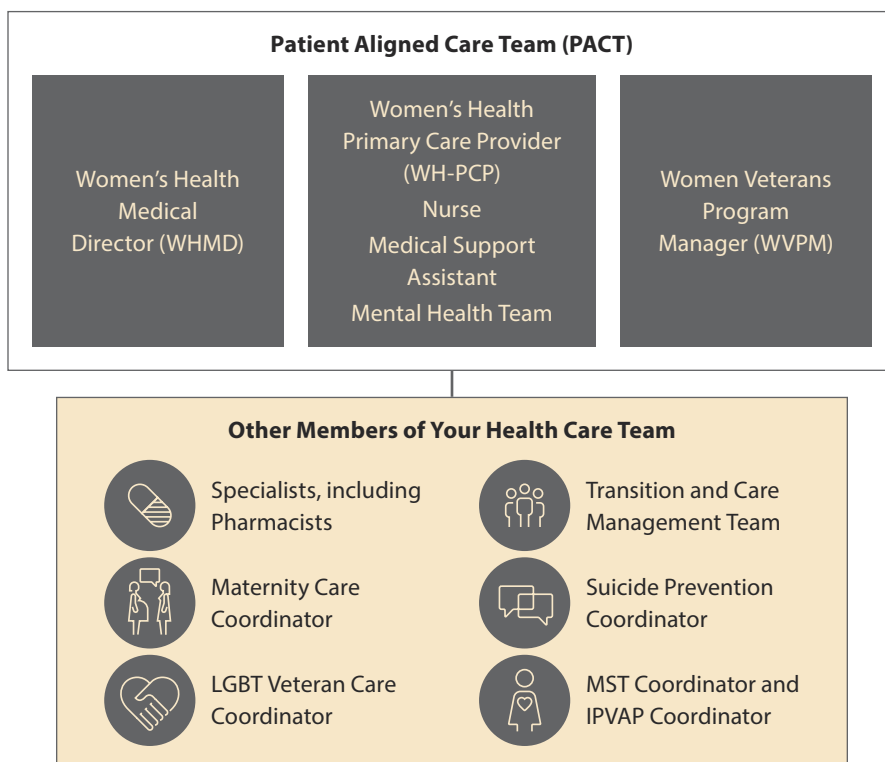 Patient Aligned Care Team (PACT)
Women’s Health
Medical
Director (WHMD)
Women’s Health
Primary Care Provider
(WH-PCP)
Nurse
Medical Support
Assistant
Mental Health Team
Women Veterans
Program
Manager (WVPM)
Other Members of Your Health Care Team
Specialists, including
Pharmacists
Transition and Care
Management Team
Maternity Care
Coordinator
Suicide Prevention
Coordinator
LGBT Veteran Care
Coordinator
MST Coordinator and
IPVAP Coordinator